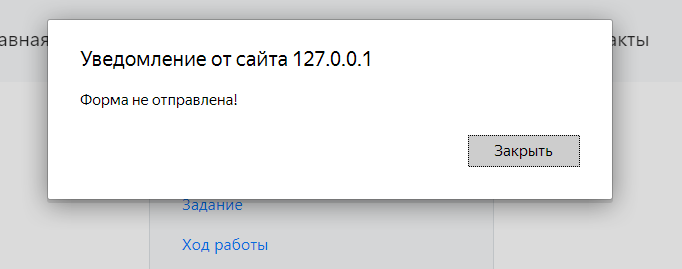 авная
акты
Уведомление от сайта 127.0.0.1
Форма не отправлена!
Закрыть
Задание
Ход работы